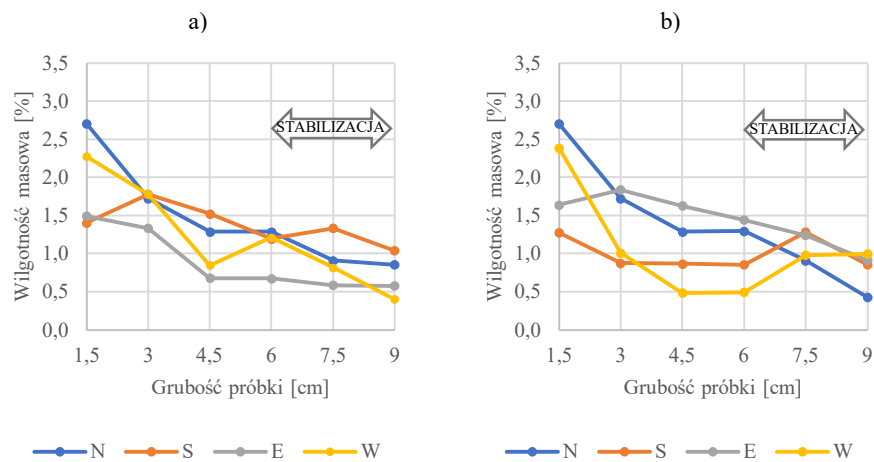 a)
Wilgotność masowa [%]
3,5
3,0
2,5
2,0
1,5
1,0
0,5
0,0
STABILIZACJA
1,5 3 4,5 6 7,5 9
Grubość próbki [cm]
N S E W
b)
Wilgotność masowa [%]
3,5
3,0
2,5
2,0
1,5
1,0
0,5
0,0
STABILIZACJA
1,5 3 4,5 6 7,5 9
Grubość próbki [cm]
N S E W